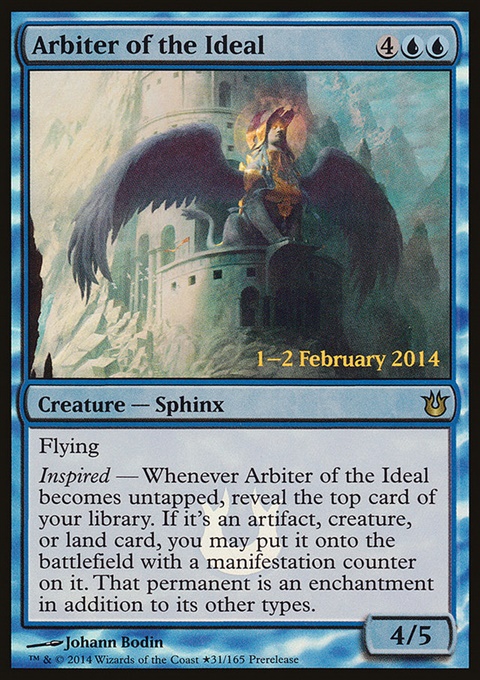 Arbiter of the Ideal 4
1–2 February 2014
Creature — Sphinx
Flying
Inspired — Whenever Arbiter of the Ideal
becomes untapped, reveal the top card of
your library. If it's an artifact, creature,
or land card, you may put it onto the
battlefield with a manifestation counter
on it. That permanent is an enchantment
in addition to its other types.
4/5
Johann Bodin
™ & © 2014 Wizards of the Coast ★31/165 Prerelease